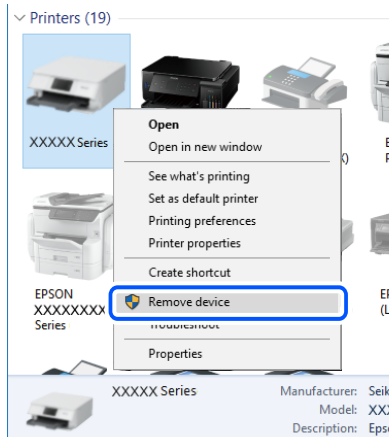 Printers (19)
XXXXX Series
Open
Open in new window
See what's printing
Set as default printer
Printing preferences
Printer properties
Create shortcut
Remove device
Troubleshoot
Properties
EPSON
XXXXXXXX
Series
XXXXX Series
Manufacturer:
Model:
Description: